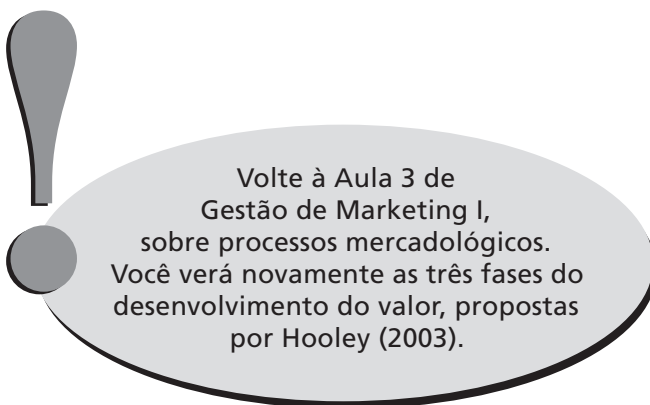 Volte à Aula 3 de
Gestão de Marketing I,
sobre processos mercadológicos.
Você verá novamente as três fases do
desenvolvimento do valor, propostas
por Hooley (2003).